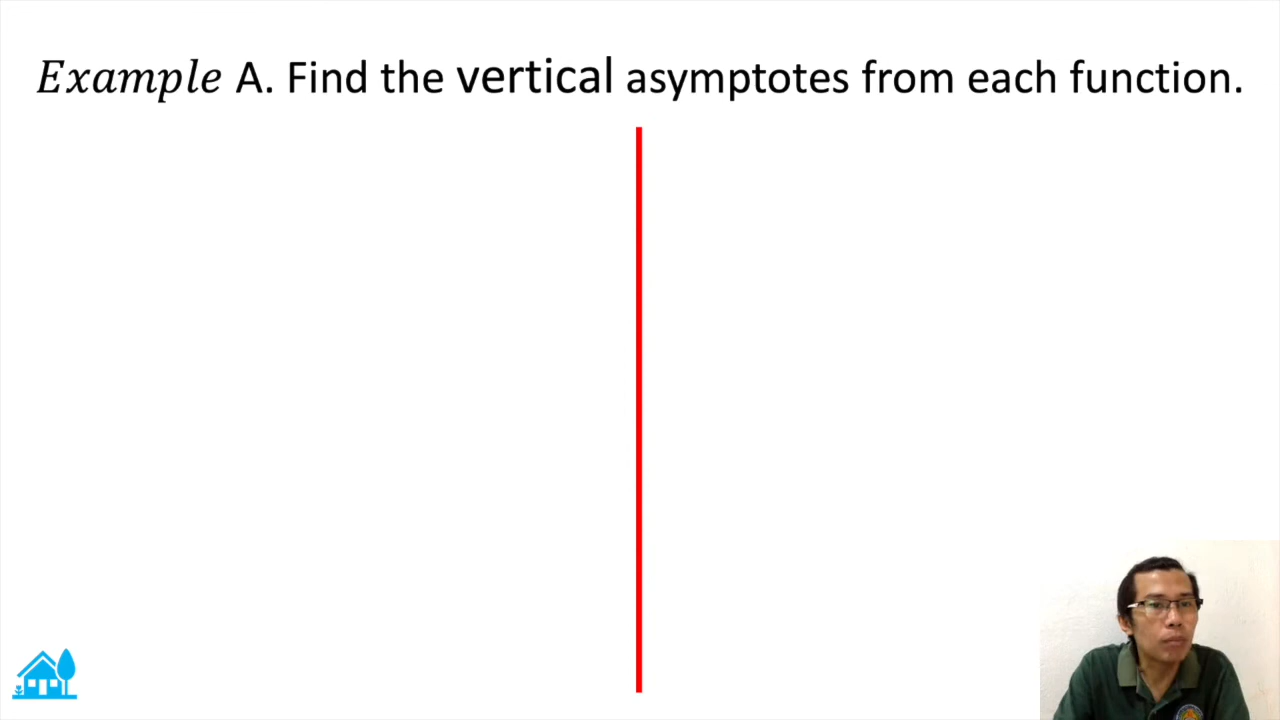 Example A. Find the vertical asymptotes from each function.